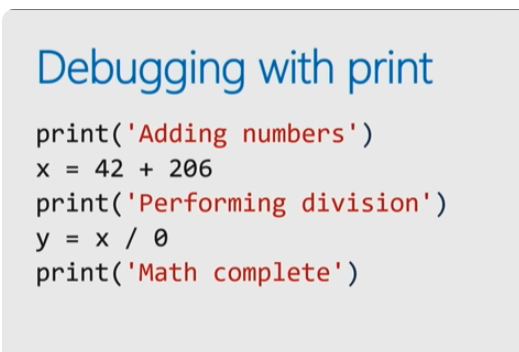 Debugging with print
print('Adding numbers')
x = 42 + 206
print('Performing division')
y = x / 0
print('Math complete')